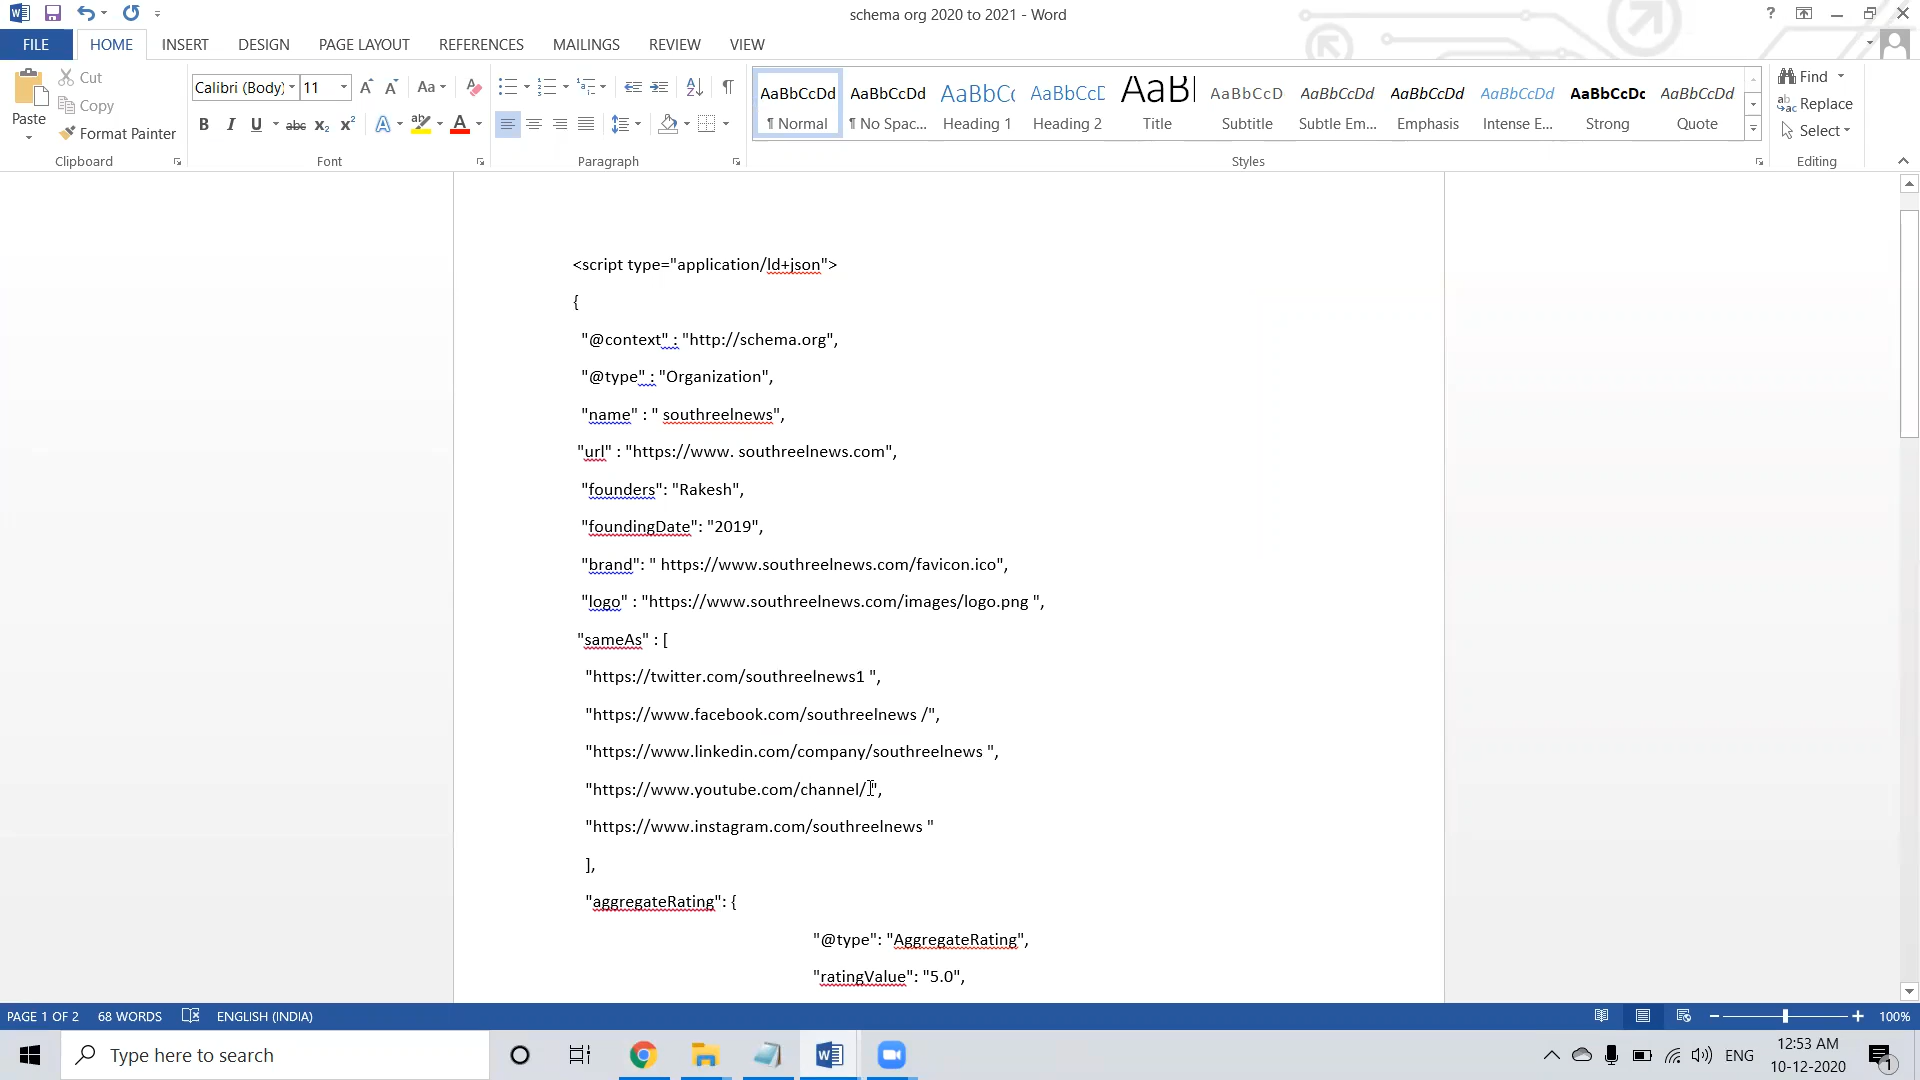 schema org 2020 to 2021 - Word
FILE HOME INSERT DESIGN PAGE LAYOUT REFERENCES MAILINGS REVIEW VIEW
Paste
Cut
Copy
Format Painter
Clipboard
Calibri (Body) 11
Font
Paragraph
AaBbCcDd AaBbCcDd AaBbCc AaBbCcD AaBl AaBbCcD AaBbCcDd AaBbCcDd AaBbCcDd AaBbCcDc AaBbCcDd
¶ Normal ¶ No Spac... Heading 1 Heading 2 Title Subtitle Subtle Em... Emphasis Intense E... Strong Quote
Styles
Find
Replace
Select
Editing
<script type="application/ld+json">
{
"@context" : "http://schema.org",
"@type" : "Organization",
"name" : " southreelnews",
"url" : "https://www. southreelnews.com",
"founders": "Rakesh",
"foundingDate": "2019",
"brand": " https://www.southreelnews.com/favicon.ico",
"logo" : "https://www.southreelnews.com/images/logo.png ",
"sameAs" : [
"https://twitter.com/southreelnews1 ",
"https://www.facebook.com/southreelnews /",
"https://www.linkedin.com/company/southreelnews ",
"https://www.youtube.com/channel/ ",
"https://www.instagram.com/southreelnews "
],
"aggregateRating": {
"@type": "AggregateRating",
"ratingValue": "5.0",
PAGE 1 OF 2 68 WORDS ENGLISH (INDIA) 100%
Type here to search
ENG
12:53 AM
10-12-2020
1